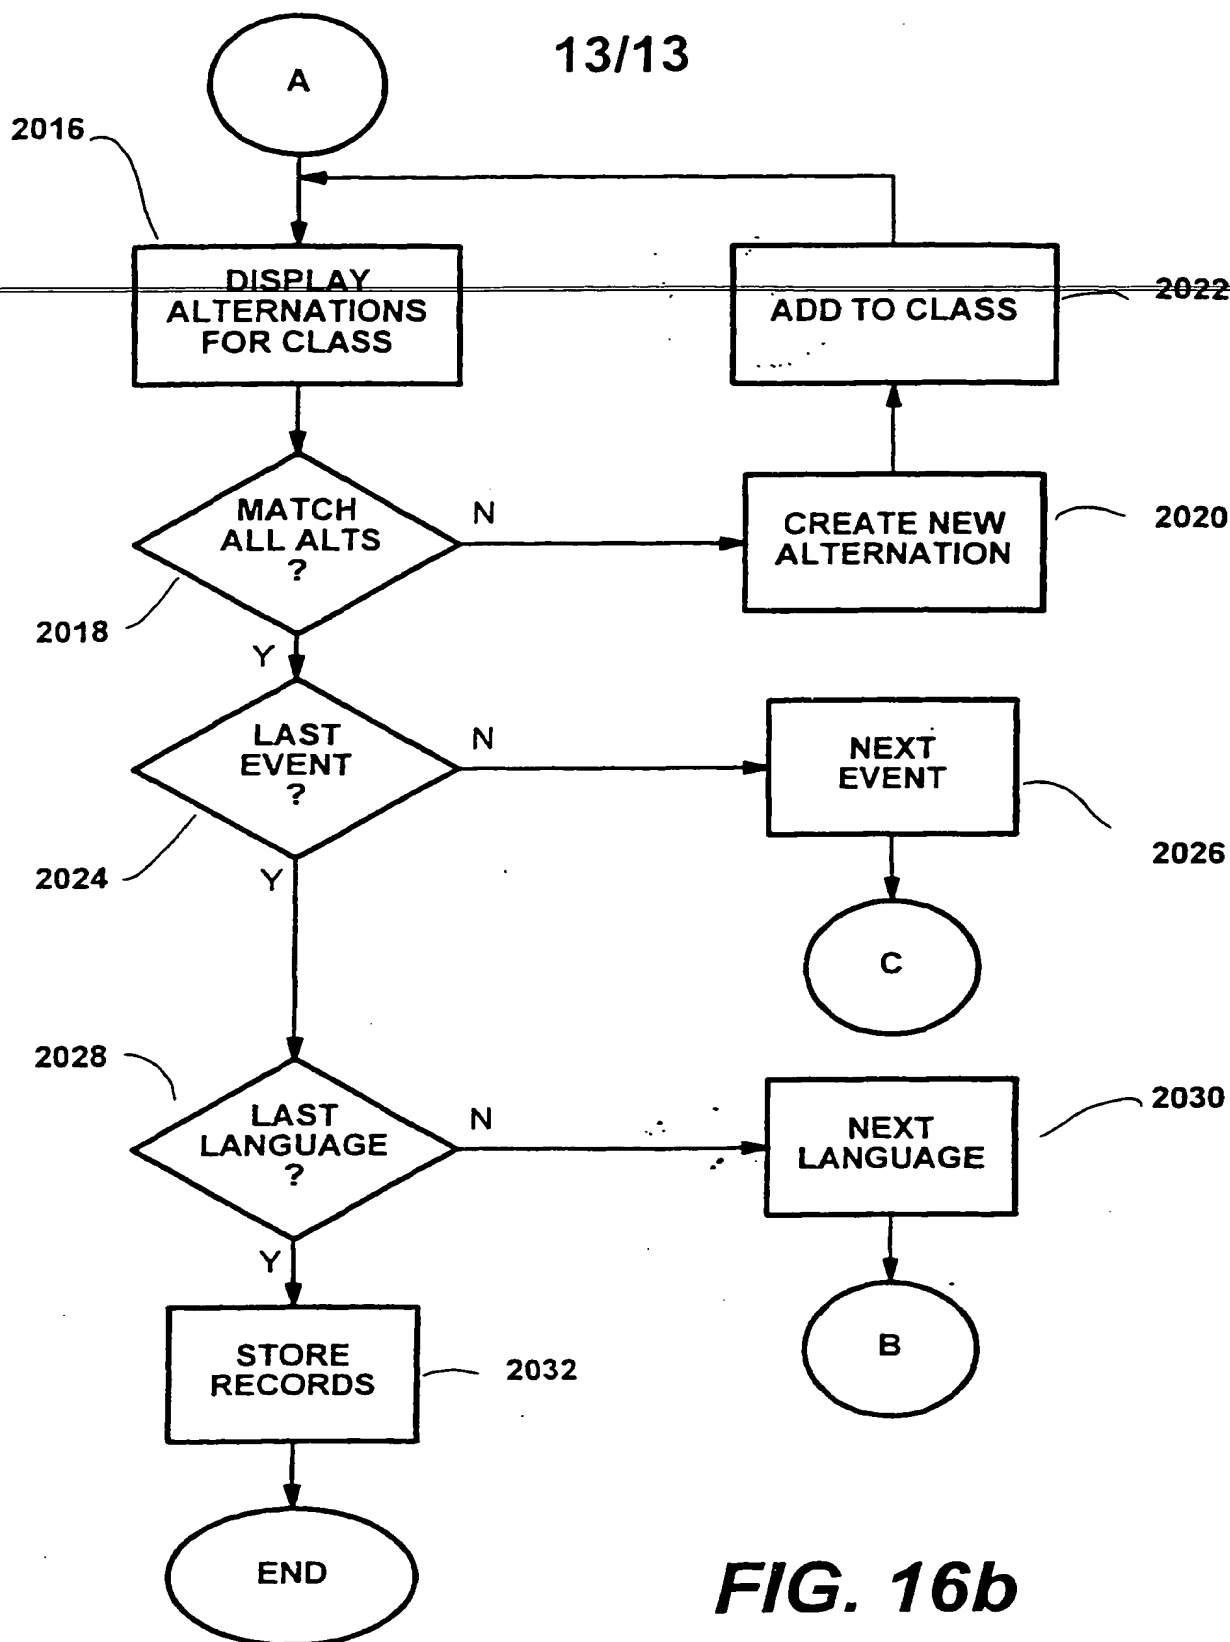 13/13
A
2016
DISPLAY
ALTERNATIONS
FOR CLASS
ADD TO CLASS
2022
MATCH
ALL ALTS
?
N
CREATE NEW
ALTERNATION
2020
2018
Y
LAST
EVENT
?
N
NEXT
EVENT
2026
2024
Y
C
2028
LAST
LANGUAGE
?
N
NEXT
LANGUAGE
2030
Y
B
STORE
RECORDS
2032
END
FIG. 16b